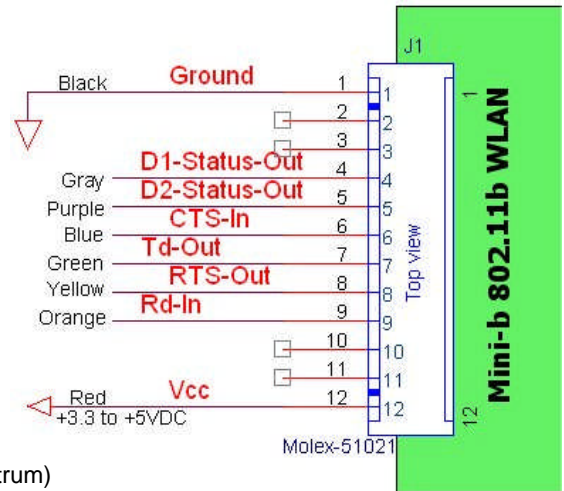 J1
Black Ground 1 1 1
2 2
3 3
D1-Status-Out
Gray 4 4
D2-Status-Out
Purple 5 5
CTS-In
Blue 6 6
Td-Out
Green 7 7
RTS-Out
Yellow 8 8
Rd-In
Orange 9 9
10 10
11 11
Red Vcc 12 12 12
+3.3 to +5VDC
Top view
Mini-b 802.11b WLAN
Molex-51021
trum)